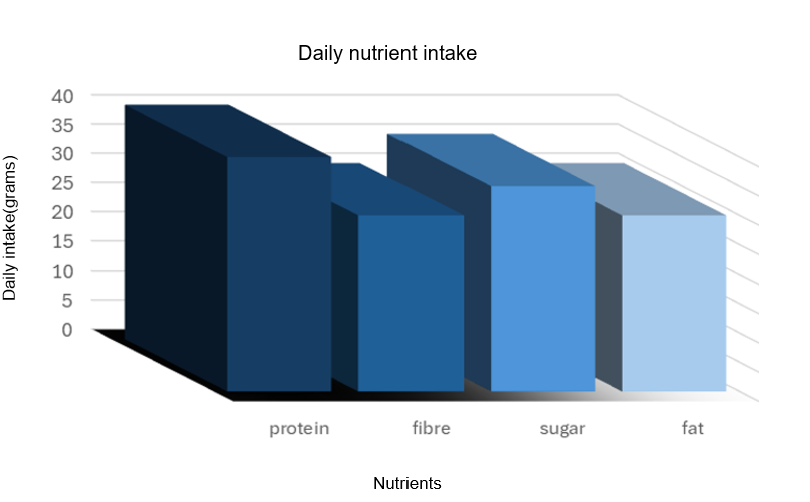 Daily nutrient intake
40
35
30
25
20
15
10
5
0
Daily intake(grams)
protein fibre sugar fat
Nutrients